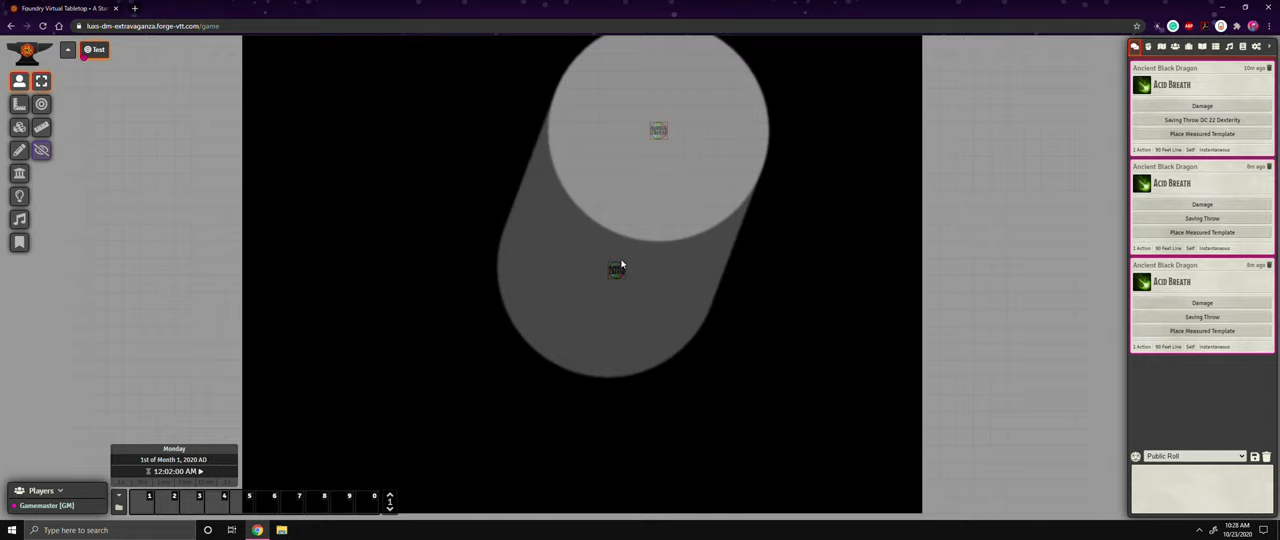 Foundry Virtual Tabletop • A Sta
luxs-dm-extravaganza.forge-vtt.com/game
Test
Ancient Black Dragon 10m ago
Acid Breath
Damage
Saving Throw DC 22 Dexterity
Place Measured Template
1 Action 90 Feet Line Self Instantaneous
Ancient Black Dragon 8m ago
Acid Breath
Damage
Saving Throw
Place Measured Template
1 Action 90 Feet Line Self Instantaneous
Ancient Black Dragon 8m ago
Acid Breath
Damage
Saving Throw
Place Measured Template
1 Action 90 Feet Line Self Instantaneous
Monday
1st of Month 1, 2020 AD
12:02:00 AM
Public Roll
Players
Gamemaster [GM]
1 2 3 4 5 6 7 8 9 0
1
Type here to search
10:28 AM
10/23/2020